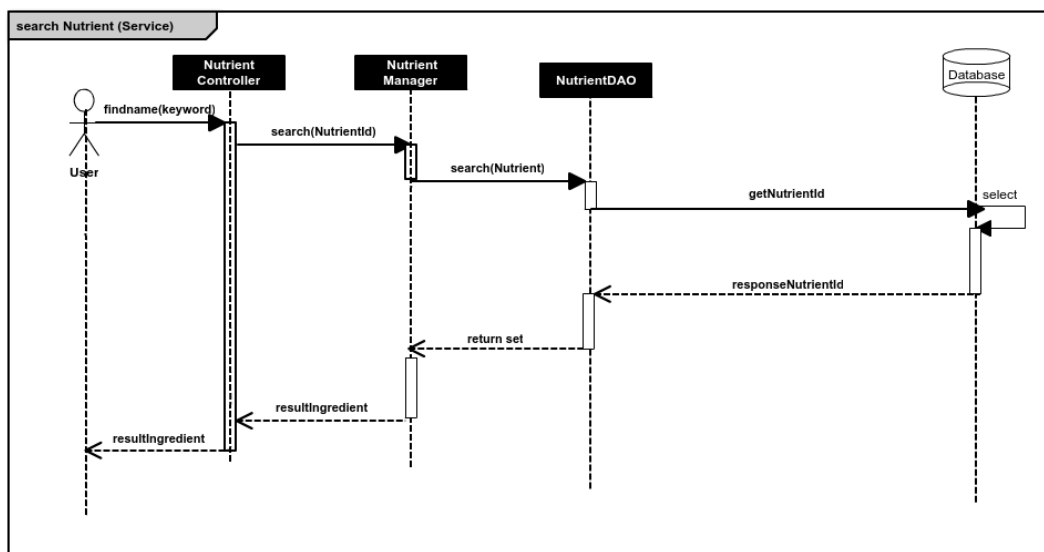 search Nutrient (Service)
Nutrient
Controller
Nutrient
Manager
NutrientDAO
Database
findname(keyword)
search(NutrientId)
User
search(Nutrient)
getNutrientId
select
responseNutrientId
return set
resultIngredient
resultIngredient